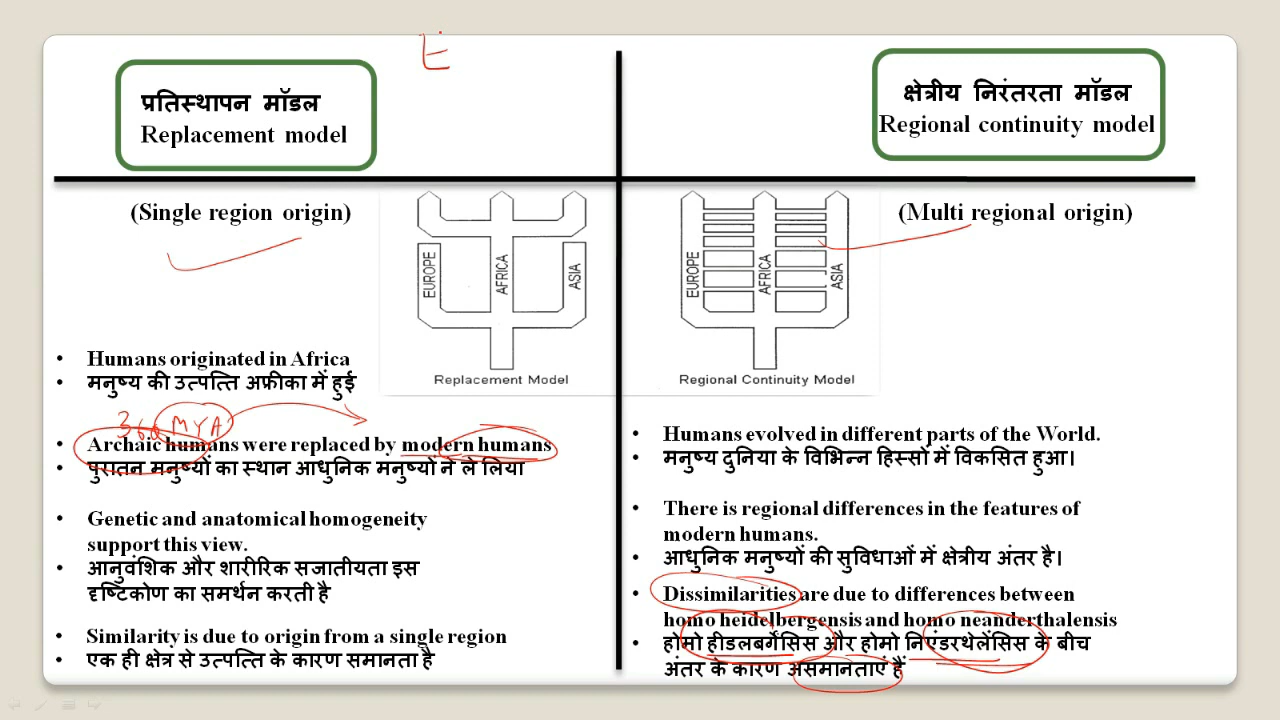 प्रतिस्थापन मॉडल
Replacement model
(Single region origin)
EUROPE
AFRICA
ASIA
Replacement Model
• Humans originated in Africa
• मनुष्य की उत्पत्ति अफ्रीका में हुई
MYA
• Archaic humans were replaced by modern humans
• पुरातन मनुष्यों का स्थान आधुनिक मनुष्यों ने ले लिया
• Genetic and anatomical homogeneity
support this view.
• आनुवंशिक और शारीरिक सजातीयता इस
दृष्टिकोण का समर्थन करती है
• Similarity is due to origin from a single region
• एक ही क्षेत्र से उत्पत्ति के कारण समानता है
क्षेत्रीय निरंतरता मॉडल
Regional continuity model
(Multi regional origin)
EUROPE
AFRICA
ASIA
Regional Continuity Model
• Humans evolved in different parts of the World.
• मनुष्य दुनिया के विभिन्न हिस्सों में विकसित हुआ।
• There is regional differences in the features of
modern humans.
• आधुनिक मनुष्यों की सुविधाओं में क्षेत्रीय अंतर है।
• Dissimilarities are due to differences between
homo heidelbergensis and homo neanderthalensis
• होमो हीडलबर्गेंसिस और होमो निएंडरथेलेंसिस के बीच
अंतर के कारण असमानताएं हैं